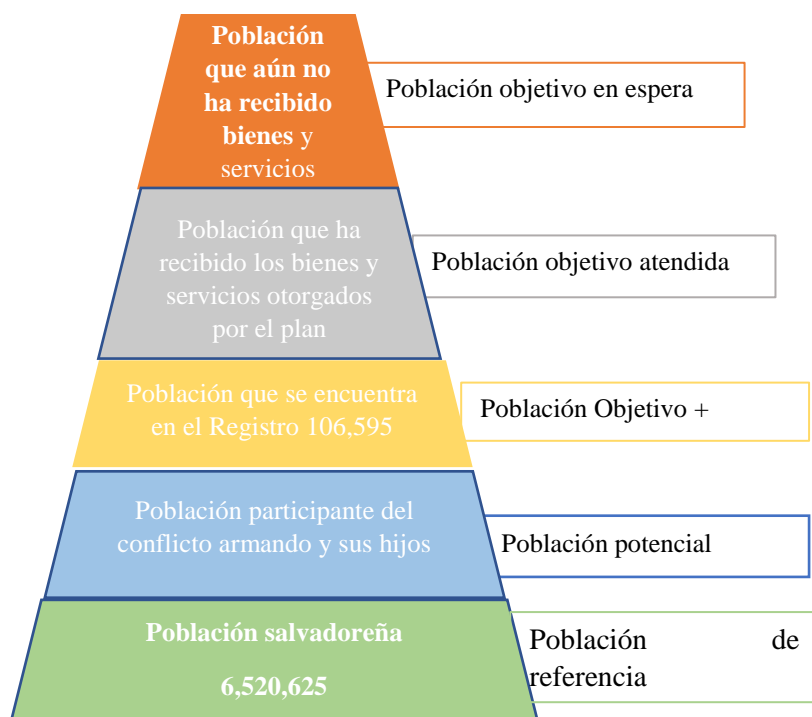 Población
que aún no
ha recibido
bienes y
servicios
Población objetivo en espera
Población que ha
recibido los bienes y
servicios otorgados
por el plan
Población objetivo atendida
Población que se encuentra
en el Registro 106,595
Población Objetivo +
Población participante del
conflicto armando y sus hijos
Población potencial
Población salvadoreña
6,520,625
Población de
referencia